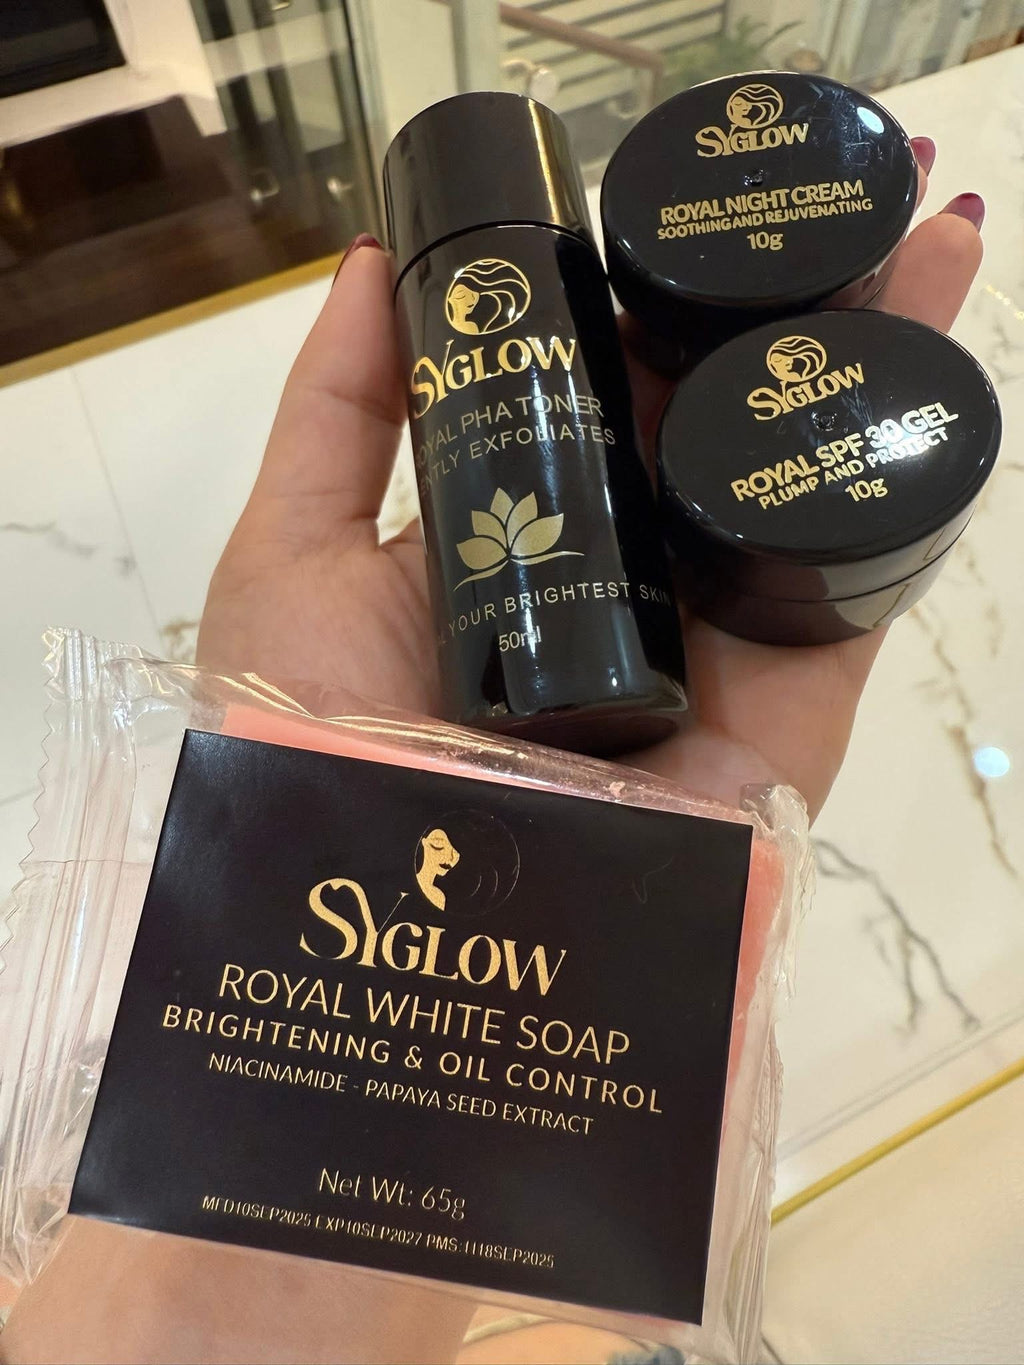 SYGLOW
ROYAL NIGHT CREAM
SOOTHING AND REJUVENATING
10g
SYGLOW
ROYAL SPF 30 GEL
PLUMP AND PROTECT
10g
SYGLOW
OYAL PHA TONER
ENTLY EXFOLIATES
YOUR BRIGHTEST SKIN
50ml
SYGLOW
ROYAL WHITE SOAP
BRIGHTENING & OIL CONTROL
NIACINAMIDE - PAPAYA SEED EXTRACT
Net Wt: 65g
MFD10SEP2025 EXP10SEP2027 PMS:1118SEP2025